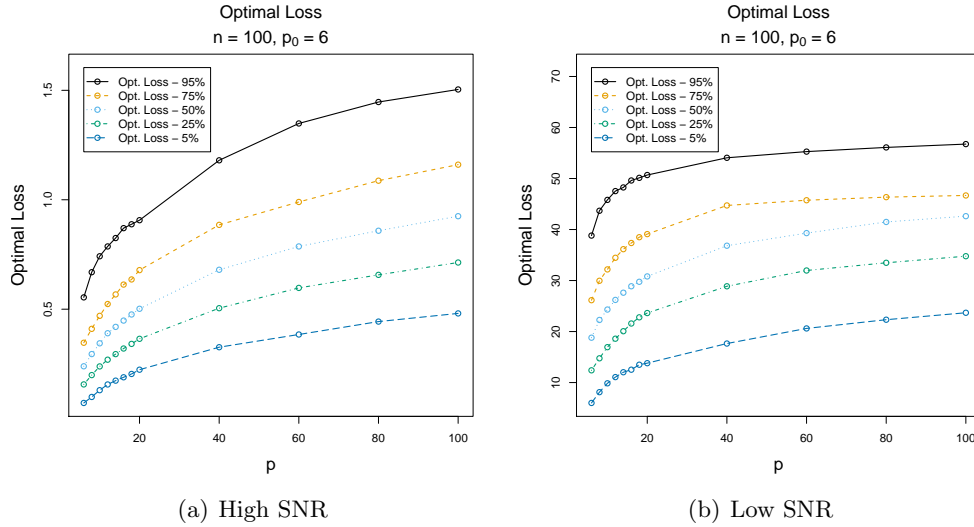 Optimal Loss
n = 100, p₀ = 6
Optimal Loss
1.5
1.0
0.5
Opt. Loss – 95%
Opt. Loss – 75%
Opt. Loss – 50%
Opt. Loss – 25%
Opt. Loss – 5%
20 40 60 80 100
p
(a) High SNR
Optimal Loss
n = 100, p₀ = 6
Optimal Loss
70
60
50
40
30
20
10
Opt. Loss – 95%
Opt. Loss – 75%
Opt. Loss – 50%
Opt. Loss – 25%
Opt. Loss – 5%
20 40 60 80 100
p
(b) Low SNR